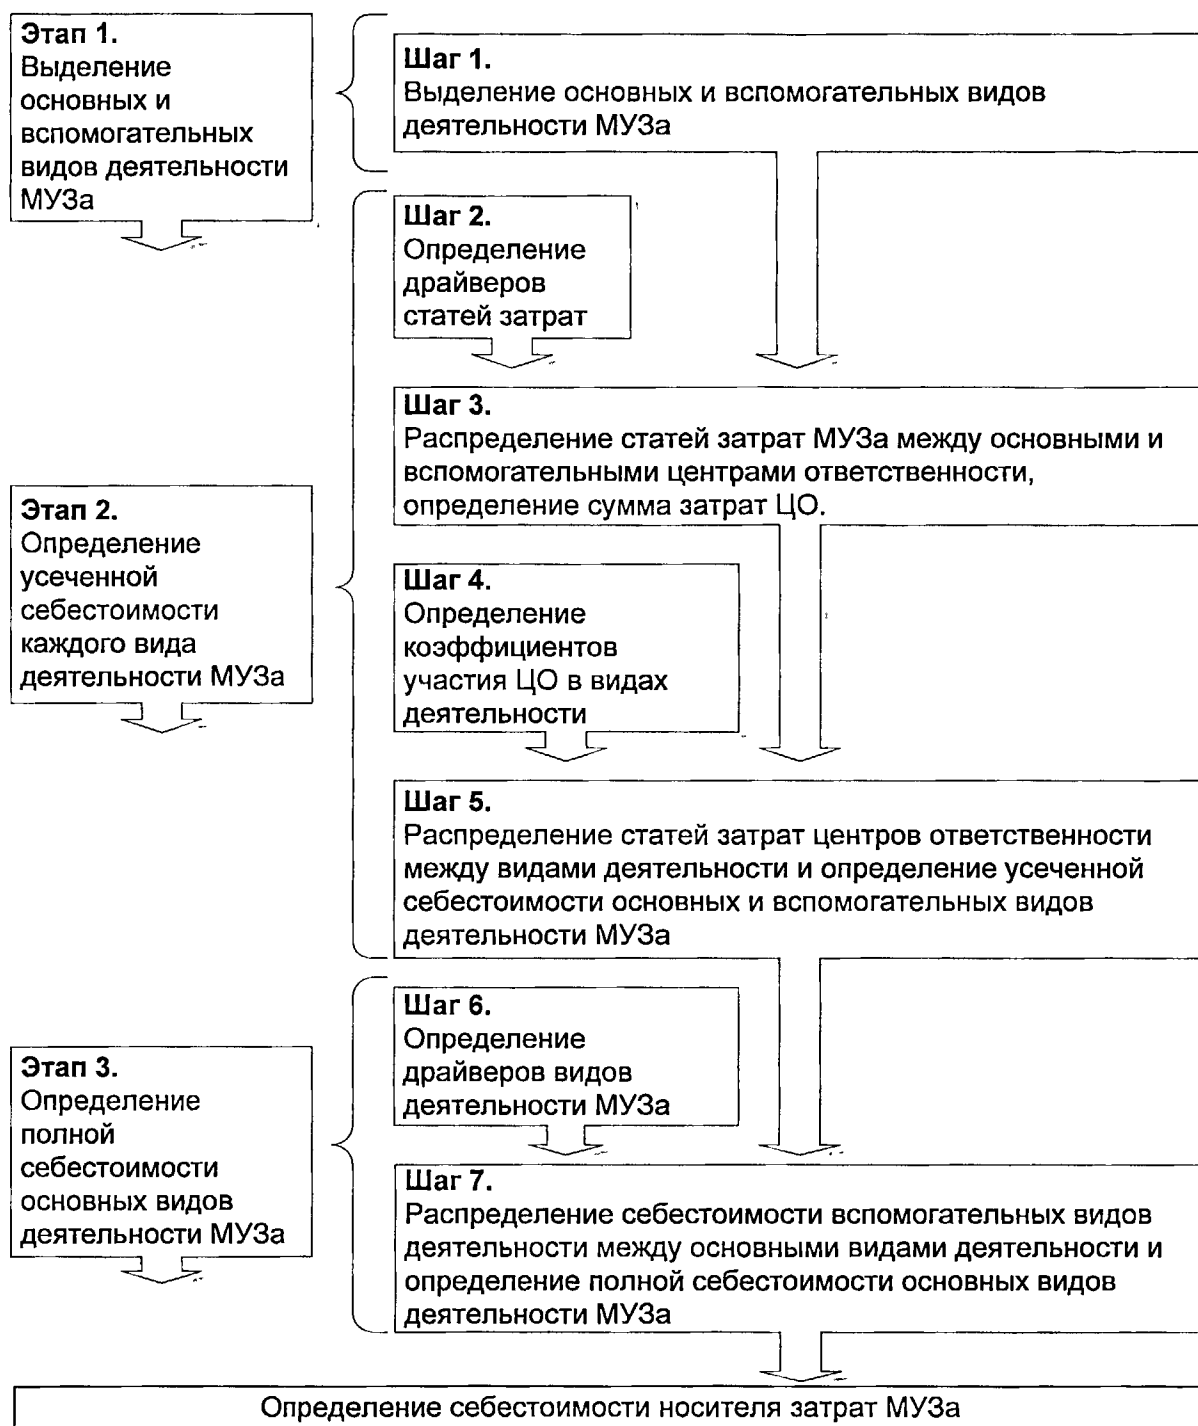 Этап 1.
Выделение
основных и
вспомогательных
видов деятельности
МУЗа
Шаг 1.
Выделение основных и вспомогательных видов
деятельности МУЗа
Шаг 2.
Определение
драйверов
статей затрат
Шаг 3.
Распределение статей затрат МУЗа между основными и
вспомогательными центрами ответственности,
определение сумма затрат ЦО.
Этап 2.
Определение
усеченной
себестоимости
каждого вида
деятельности МУЗа
Шаг 4.
Определение
коэффициентов
участия ЦО в видах
деятельности
Шаг 5.
Распределение статей затрат центров ответственности
между видами деятельности и определение усеченной
себестоимости основных и вспомогательных видов
деятельности МУЗа
Этап 3.
Определение
полной
себестоимости
основных видов
деятельности МУЗа
Шаг 6.
Определение
драйверов видов
деятельности МУЗа
Шаг 7.
Распределение себестоимости вспомогательных видов
деятельности между основными видами деятельности и
определение полной себестоимости основных видов
деятельности МУЗа
Определение себестоимости носителя затрат МУЗа